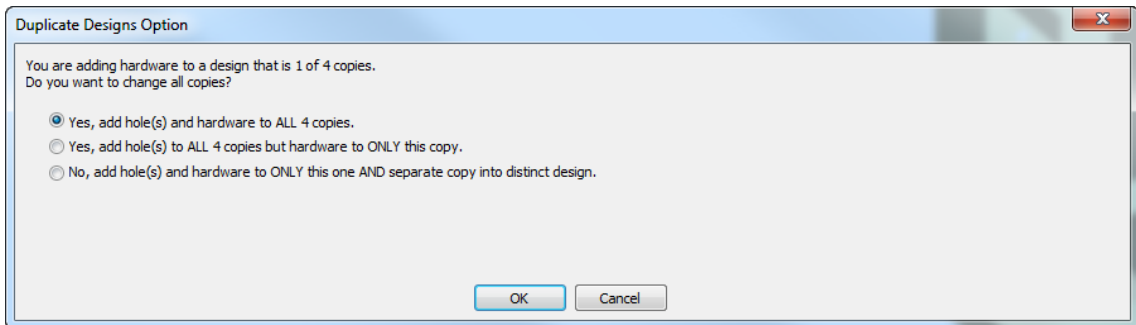 Duplicate Designs Option
You are adding hardware to a design that is 1 of 4 copies.
Do you want to change all copies?
Yes, add hole(s) and hardware to ALL 4 copies.
Yes, add hole(s) to ALL 4 copies but hardware to ONLY this copy.
No, add hole(s) and hardware to ONLY this one AND separate copy into distinct design.
OK Cancel